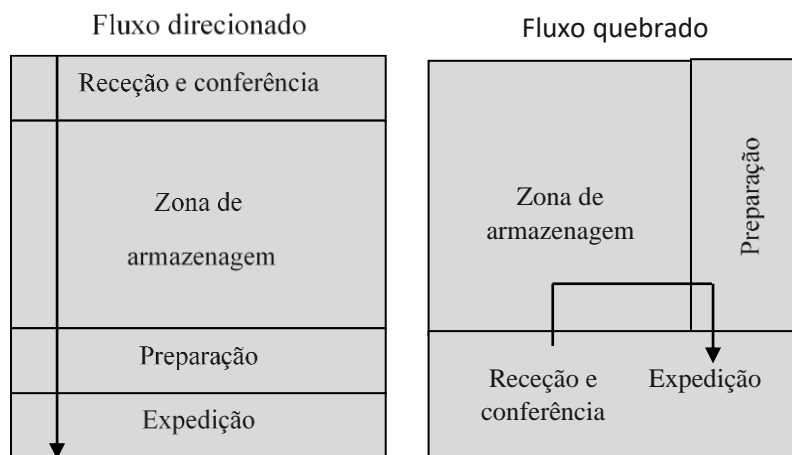 Fluxo direcionado
Receção e conferência
Zona de
armazenagem
Preparação
Expedição
Fluxo quebrado
Zona de
armazenagem
Preparação
Receção e
conferência
Expedição